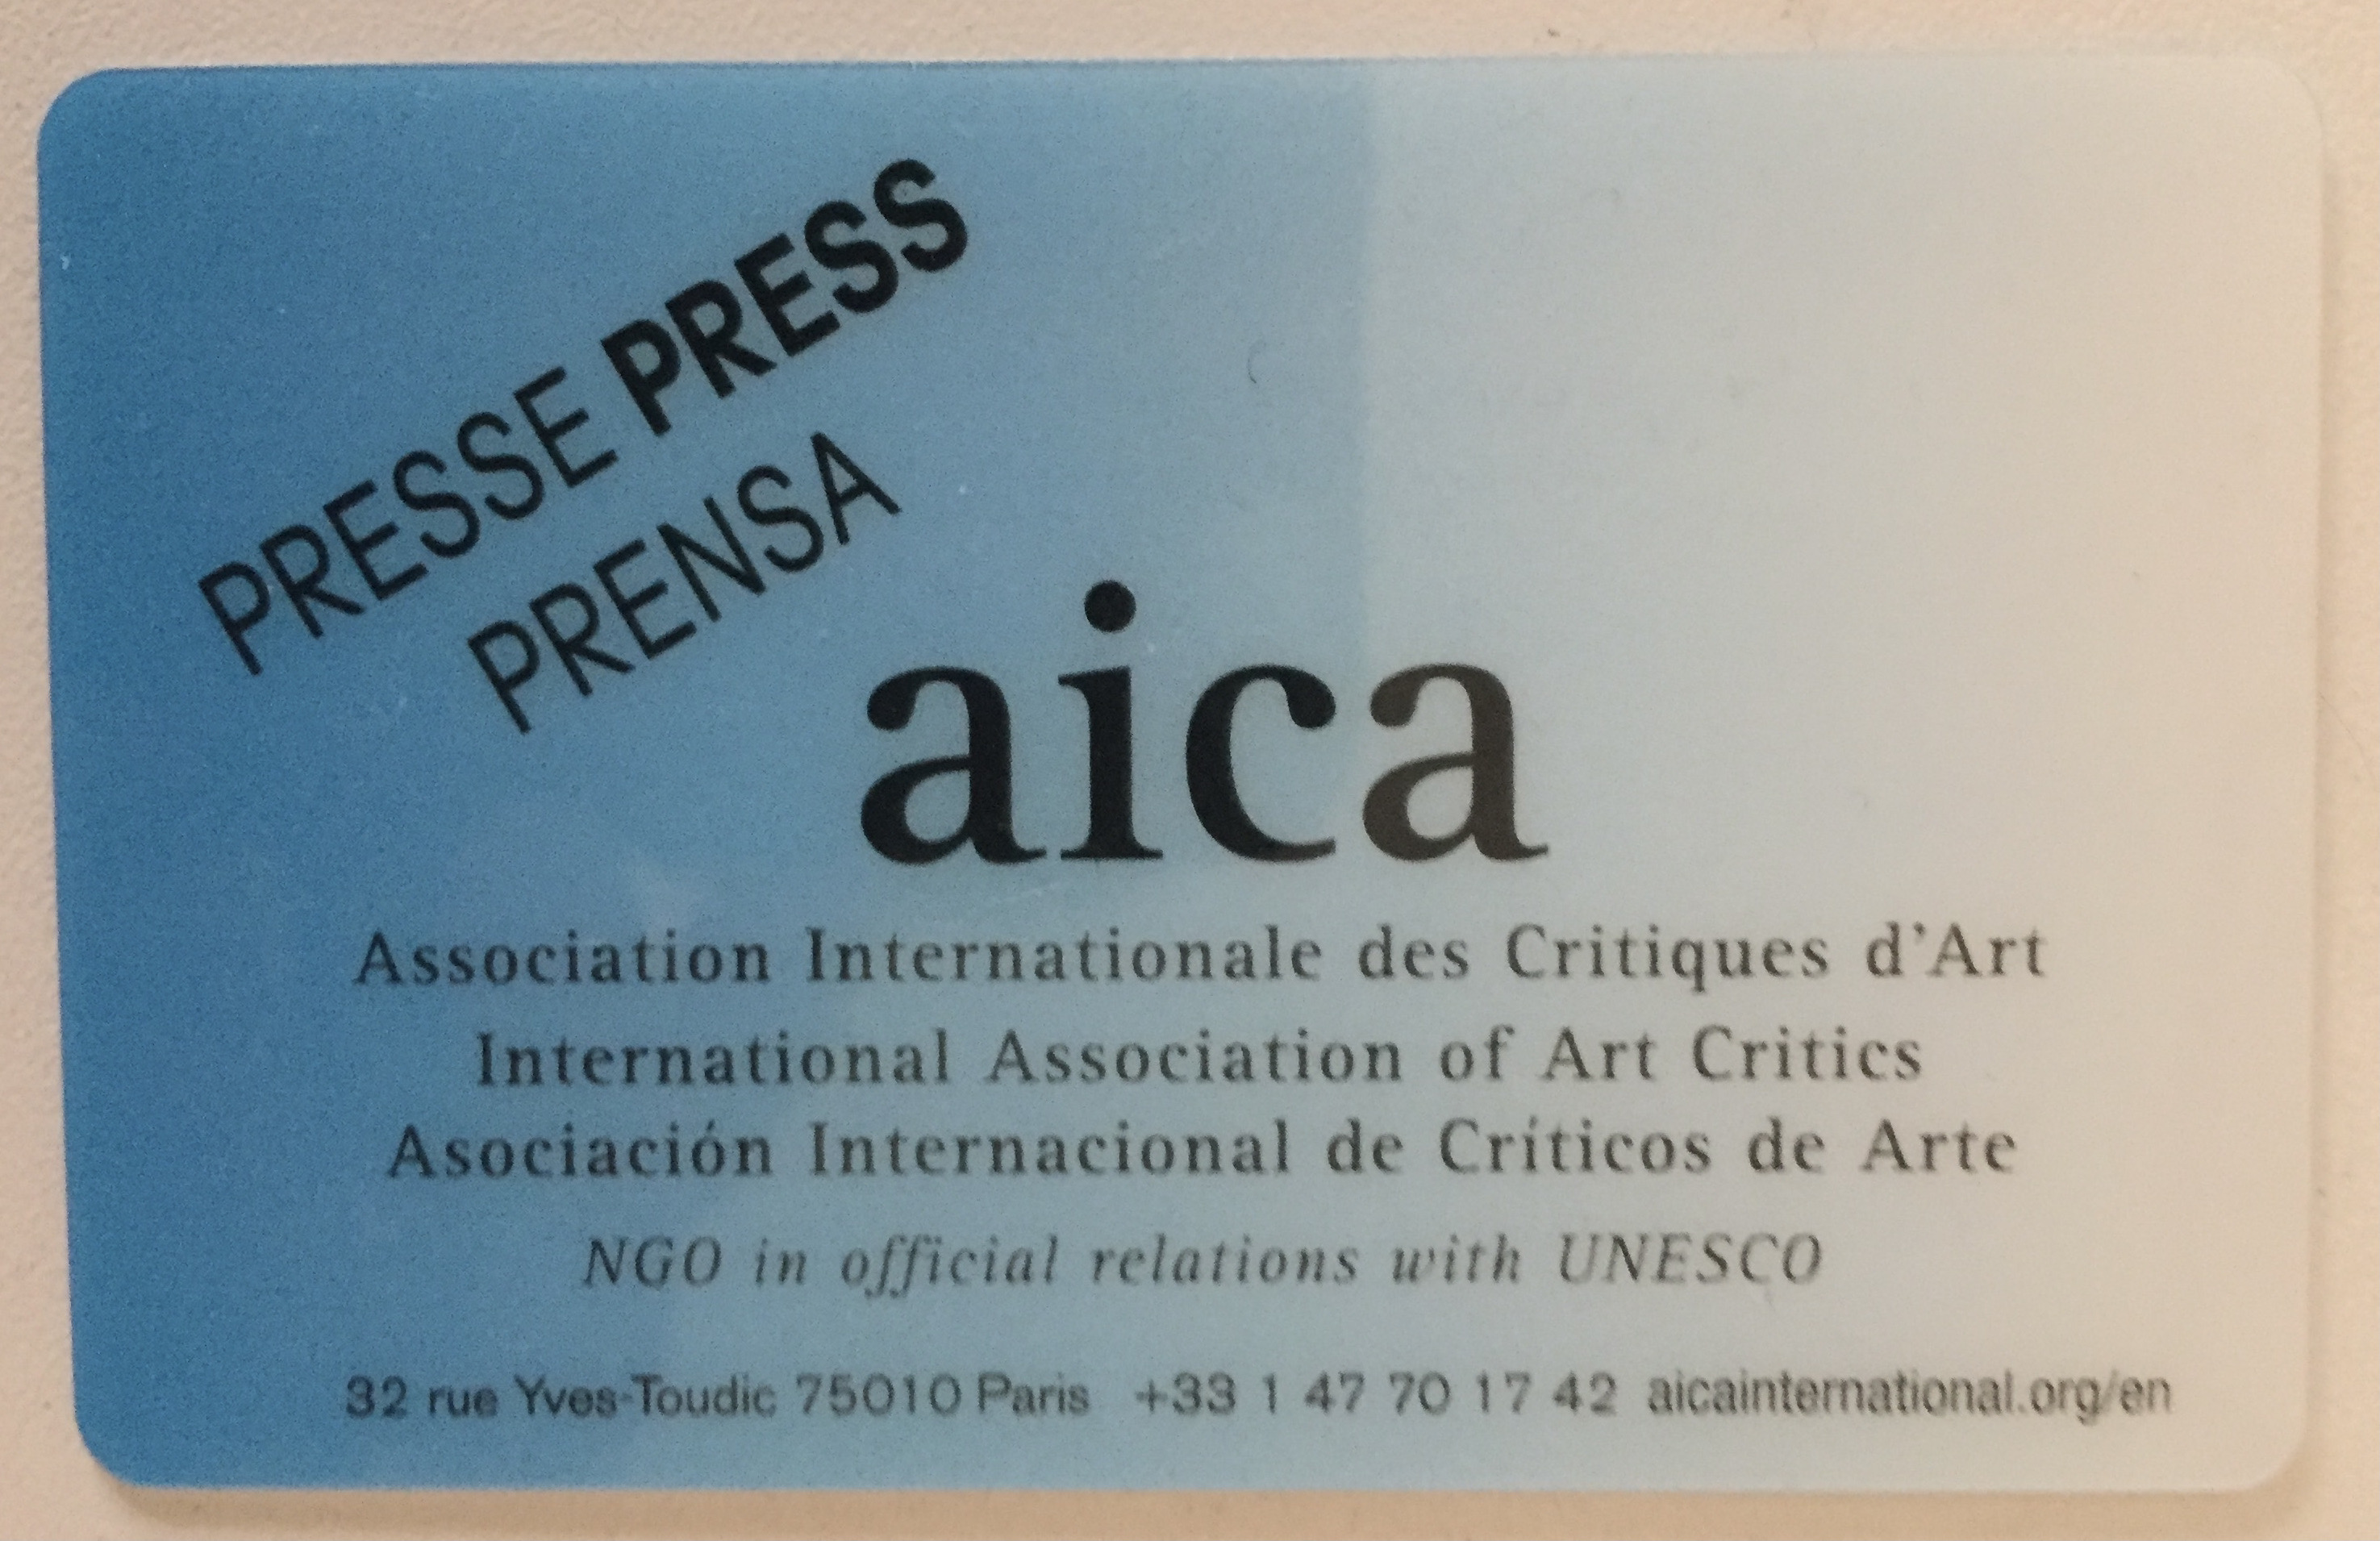 PRESSE PRESS
PRENSA
aica
Association Internationale des Critiques d'Art
International Association of Art Critics
Asociación Internacional de Críticos de Arte
NGO in official relations with UNESCO
32 rue Yves-Toudic 75010 Paris +33 1 47 70 17 42 aicainternational.org/en